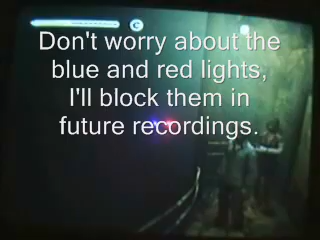 Don't worry about the
blue and red lights,
I'll block them in
future recordings.